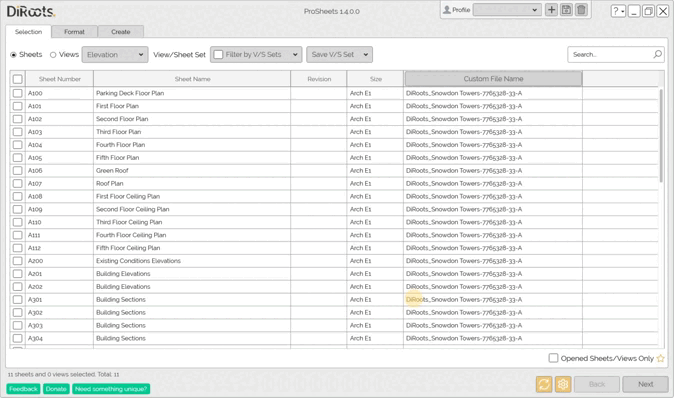 DiRoots.
ProSheets 1.4.0.0
Profile
?
Selection Format Create
Sheets Views Elevation View/Sheet Set Filter by V/S Sets Save V/S Set Search...
Sheet Number Sheet Name Revision Size Custom File Name
A100 Parking Deck Floor Plan Arch E1 DiRoots_Snowdon Towers-7765328-33-A
A101 First Floor Plan Arch E1 DiRoots_Snowdon Towers-7765328-33-A
A102 Second Floor Plan Arch E1 DiRoots_Snowdon Towers-7765328-33-A
A103 Third Floor Plan Arch E1 DiRoots_Snowdon Towers-7765328-33-A
A104 Fourth Floor Plan Arch E1 DiRoots_Snowdon Towers-7765328-33-A
A105 Fifth Floor Plan Arch E1 DiRoots_Snowdon Towers-7765328-33-A
A106 Green Roof Arch E1 DiRoots_Snowdon Towers-7765328-33-A
A107 Roof Plan Arch E1 DiRoots_Snowdon Towers-7765328-33-A
A108 First Floor Ceiling Plan Arch E1 DiRoots_Snowdon Towers-7765328-33-A
A109 Second Floor Ceiling Plan Arch E1 DiRoots_Snowdon Towers-7765328-33-A
A110 Third Floor Ceiling Plan Arch E1 DiRoots_Snowdon Towers-7765328-33-A
A111 Fourth Floor Ceiling Plan Arch E1 DiRoots_Snowdon Towers-7765328-33-A
A112 Fifth Floor Ceiling Plan Arch E1 DiRoots_Snowdon Towers-7765328-33-A
A200 Existing Conditions Elevations Arch E1 DiRoots_Snowdon Towers-7765328-33-A
A201 Building Elevations Arch E1 DiRoots_Snowdon Towers-7765328-33-A
A202 Building Elevations Arch E1 DiRoots_Snowdon Towers-7765328-33-A
A301 Building Sections Arch E1 DiRoots_Snowdon Towers-7765328-33-A
A302 Building Sections Arch E1 DiRoots_Snowdon Towers-7765328-33-A
A303 Building Sections Arch E1 DiRoots_Snowdon Towers-7765328-33-A
A304 Building Sections Arch E1 DiRoots_Snowdon Towers-7765328-33-A
Opened Sheets/Views Only
11 sheets and 0 views selected. Total: 11
Feedback Donate Need something unique? Back Next